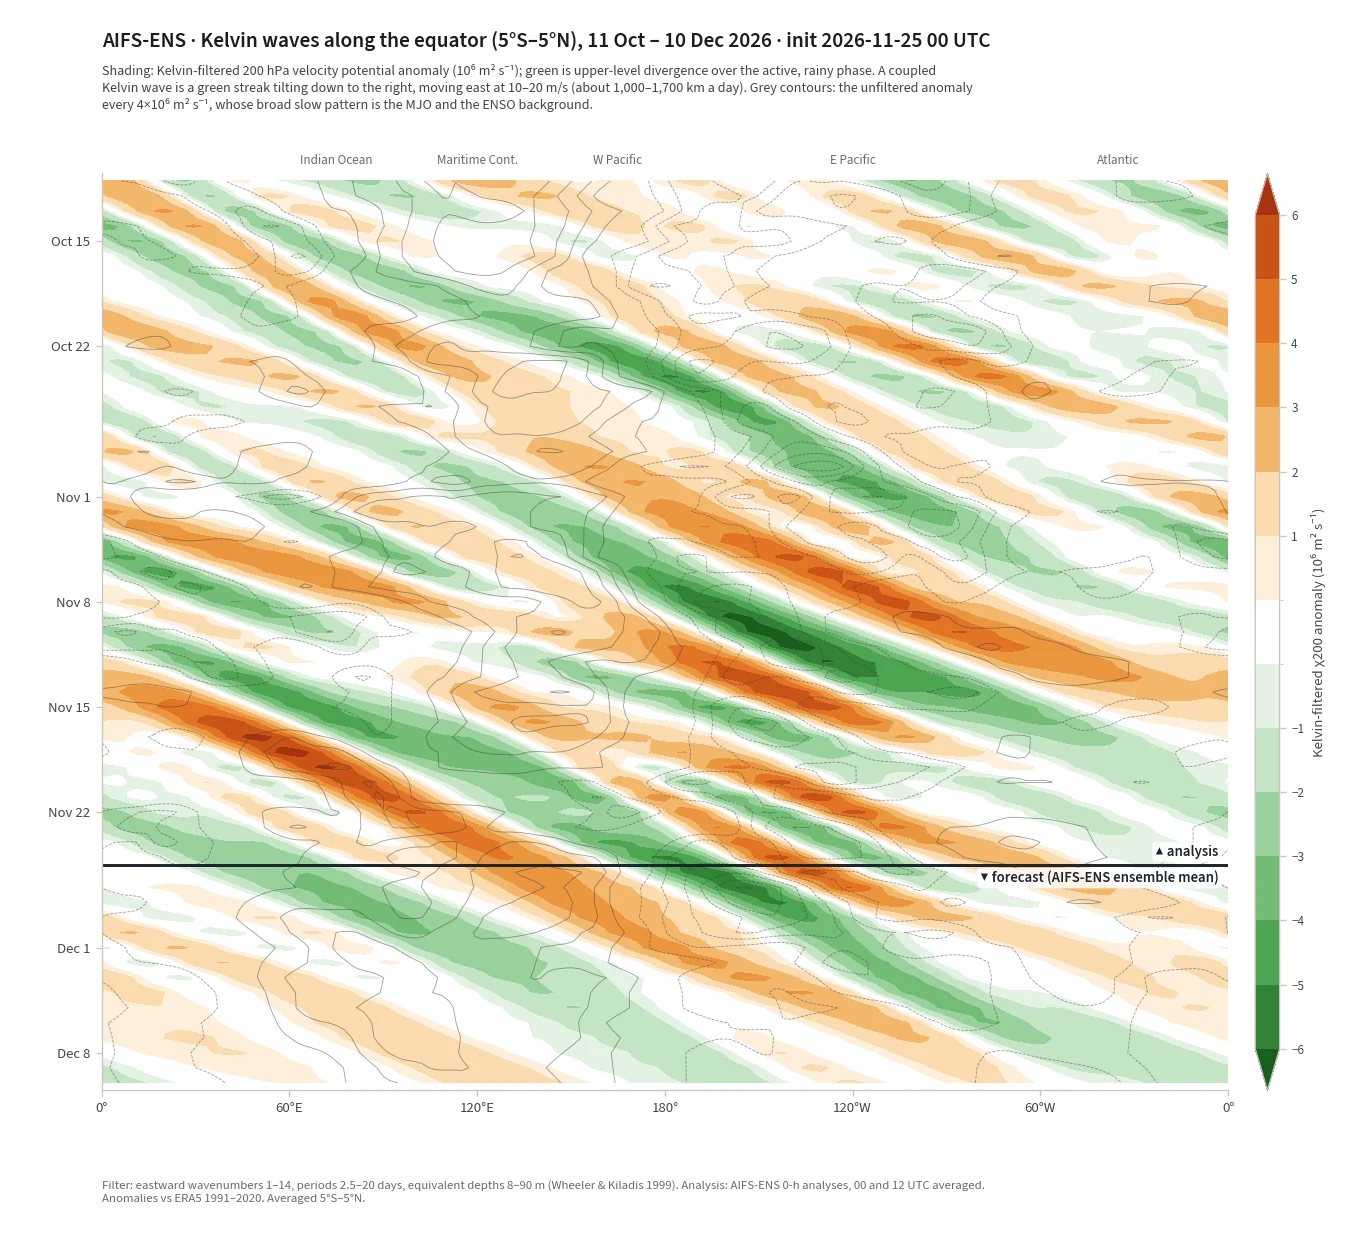 AIFS-ENS · Kelvin waves along the equator (5°S–5°N), 11 Oct – 10 Dec 2026 · init 2026-11-25 00 UTC
Shading: Kelvin-filtered 200 hPa velocity potential anomaly (10⁶ m² s⁻¹); green is upper-level divergence over the active, rainy phase. A coupled
Kelvin wave is a green streak tilting down to the right, moving east at 10–20 m/s (about 1,000–1,700 km a day). Grey contours: the unfiltered anomaly
every 4×10⁶ m² s⁻¹, whose broad slow pattern is the MJO and the ENSO background.
Indian Ocean Maritime Cont. W Pacific E Pacific Atlantic
Oct 15
Oct 22
Nov 1
Nov 8
Nov 15
Nov 22
Dec 1
Dec 8
▲ analysis
▼ forecast (AIFS-ENS ensemble mean)
0° 60°E 120°E 180° 120°W 60°W 0°
6
5
4
3
2
1
−1
−2
−3
−4
−5
−6
Kelvin-filtered χ200 anomaly (10⁶ m² s⁻¹)
Filter: eastward wavenumbers 1–14, periods 2.5–20 days, equivalent depths 8–90 m (Wheeler & Kiladis 1999). Analysis: AIFS-ENS 0-h analyses, 00 and 12 UTC averaged.
Anomalies vs ERA5 1991–2020. Averaged 5°S–5°N.